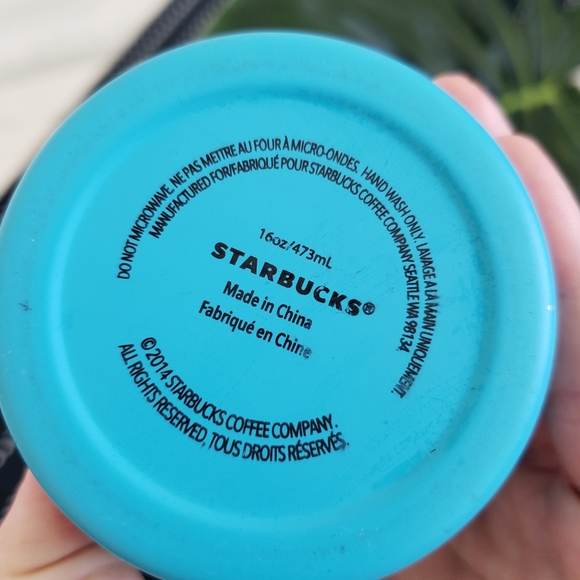 DO NOT MICROWAVE. NE PAS METTRE AU FOUR À MICRO-ONDES. HAND WASH ONLY. LAVAGE A LA MAIN UNIQUEMENT.
MANUFACTURED FOR/FABRIQUÉ POUR STARBUCKS COFFEE COMPANY SEATTLE WA 98134.
16oz/473mL
STARBUCKS®
Made in China
Fabriqué en Chine
©2014 STARBUCKS COFFEE COMPANY.
ALL RIGHTS RESERVED, TOUS DROITS RÉSERVÉS.